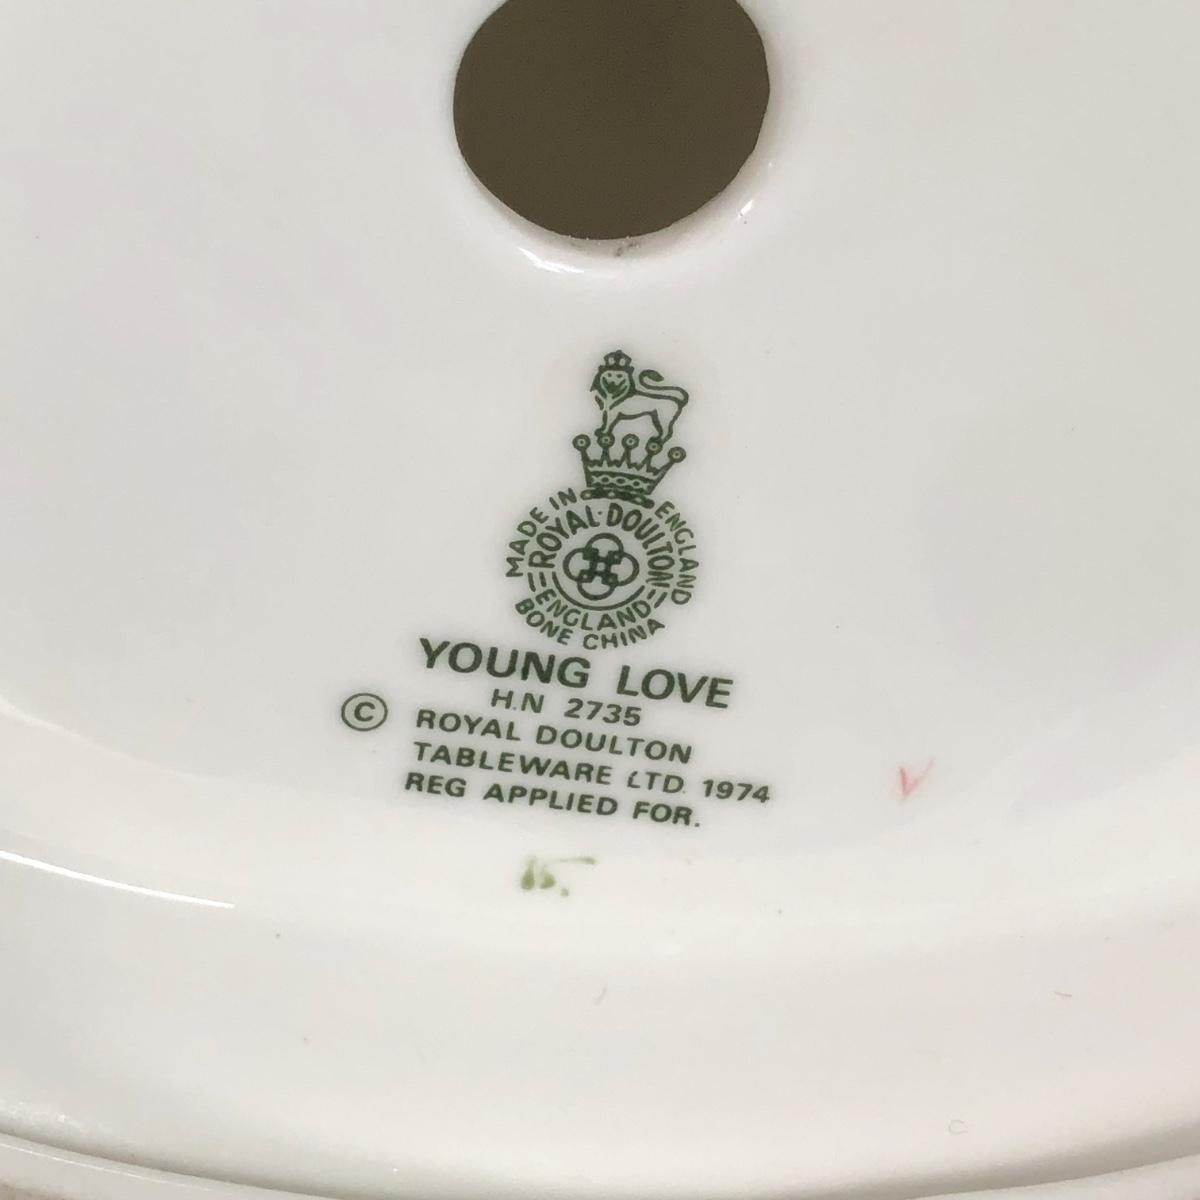 MADE IN ENGLAND
ROYAL·DOULTON
ENGLAND
BONE CHINA
YOUNG LOVE
H.N 2735
© ROYAL DOULTON
TABLEWARE LTD. 1974
REG APPLIED FOR.